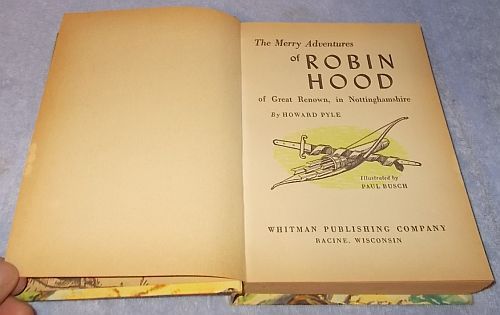 The Merry Adventures
of ROBIN
HOOD
of Great Renown, in Nottinghamshire
By HOWARD PYLE
Illustrated by
PAUL BUSCH
WHITMAN PUBLISHING COMPANY
RACINE, WISCONSIN